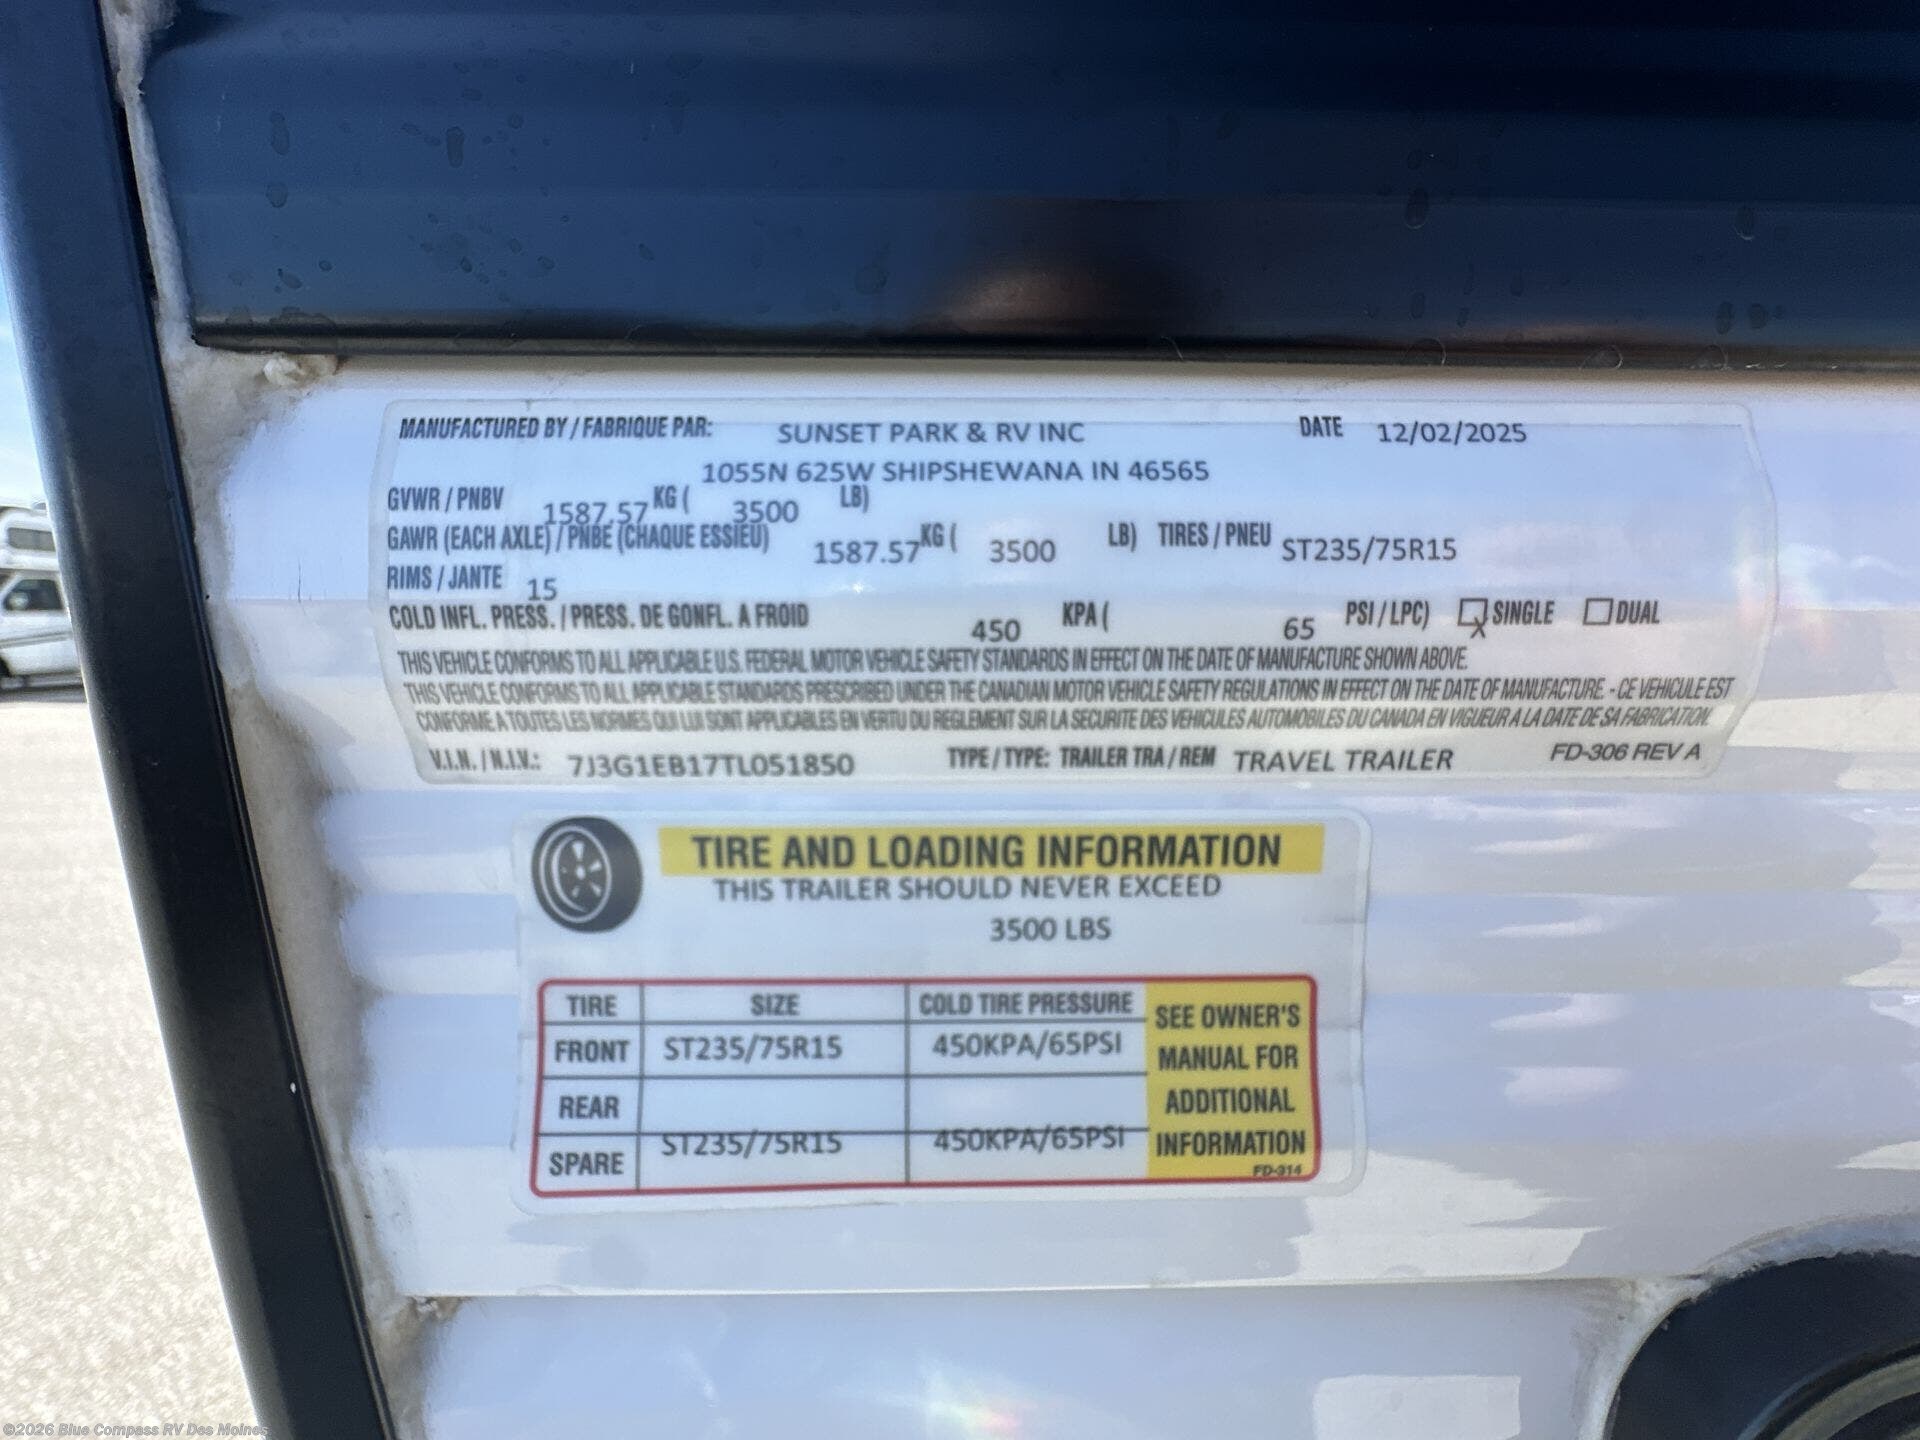 MANUFACTURED BY / FABRIQUE PAR: SUNSET PARK & RV INC DATE 12/02/2025
1055N 625W SHIPSHEWANA IN 46565
GVWR / PNBV 1587.57 KG ( 3500 LB)
GAWR (EACH AXLE) / PNBE (CHAQUE ESSIEU) 1587.57 KG ( 3500 LB) TIRES / PNEU ST235/75R15
RIMS / JANTE 15
COLD INFL. PRESS. / PRESS. DE GONFL. A FROID 450 KPA ( 65 PSI / LPC) X SINGLE DUAL
THIS VEHICLE CONFORMS TO ALL APPLICABLE U.S. FEDERAL MOTOR VEHICLE SAFETY STANDARDS IN EFFECT ON THE DATE OF MANUFACTURE SHOWN ABOVE.
THIS VEHICLE CONFORMS TO ALL APPLICABLE STANDARDS PRESCRIBED UNDER THE CANADIAN MOTOR VEHICLE SAFETY REGULATIONS IN EFFECT ON THE DATE OF MANUFACTURE. - CE VEHICULE EST
CONFORME A TOUTES LES NORMES QUI LUI SONT APPLICABLES EN VERTU DU REGLEMENT SUR LA SECURITE DES VEHICULES AUTOMOBILES DU CANADA EN VIGUEUR A LA DATE DE SA FABRICATION.
V.I.N. / N.I.V.: 7J3G1EB17TL051850 TYPE / TYPE: TRAILER TRA / REM TRAVEL TRAILER FD-306 REV A
TIRE AND LOADING INFORMATION
THIS TRAILER SHOULD NEVER EXCEED
3500 LBS
TIRE SIZE COLD TIRE PRESSURE
FRONT ST235/75R15 450KPA/65PSI
REAR
SPARE ST235/75R15 450KPA/65PSI
SEE OWNER'S
MANUAL FOR
ADDITIONAL
INFORMATION
FD-314
©2026 Blue Compass RV Des Moines